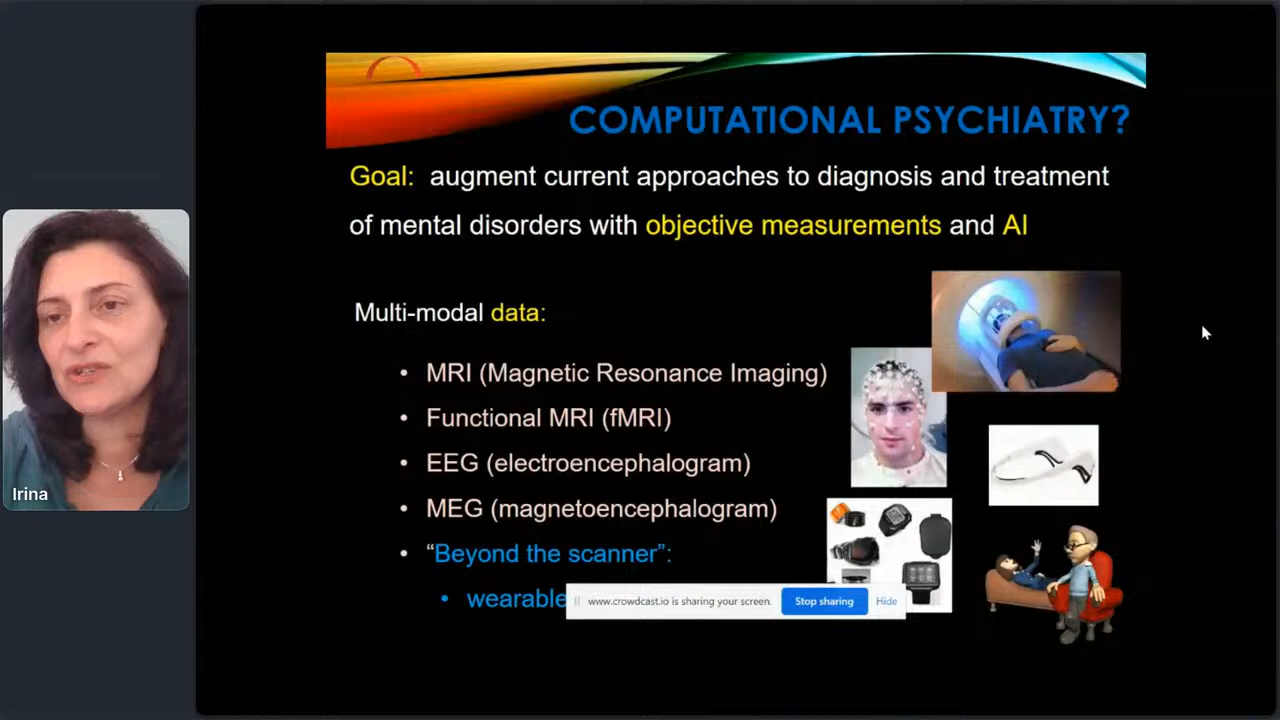 COMPUTATIONAL PSYCHIATRY?
Goal: augment current approaches to diagnosis and treatment
of mental disorders with objective measurements and AI
Multi-modal data:
• MRI (Magnetic Resonance Imaging)
• Functional MRI (fMRI)
• EEG (electroencephalogram)
• MEG (magnetoencephalogram)
• “Beyond the scanner”:
• wearable
www.crowdcast.io is sharing your screen.
Stop sharing
Hide
Irina